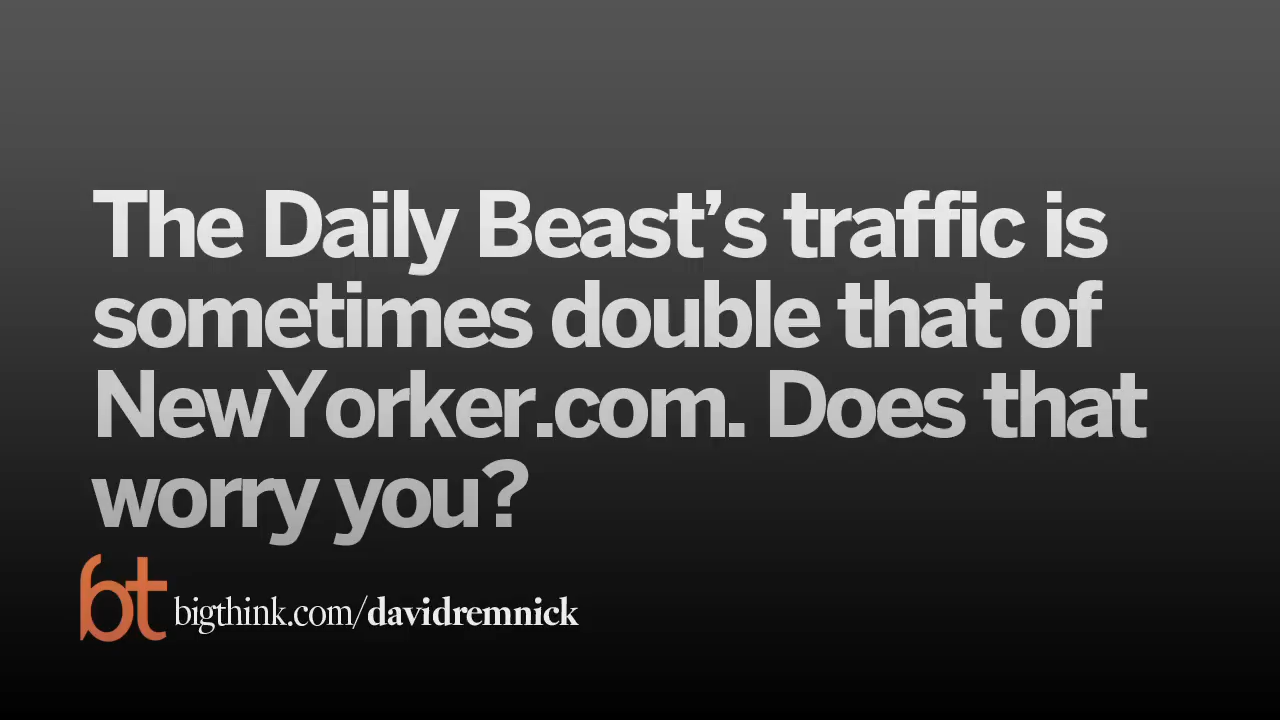 The Daily Beast’s traffic is
sometimes double that of
NewYorker.com. Does that
worry you?
bt bigthink.com/davidremnick